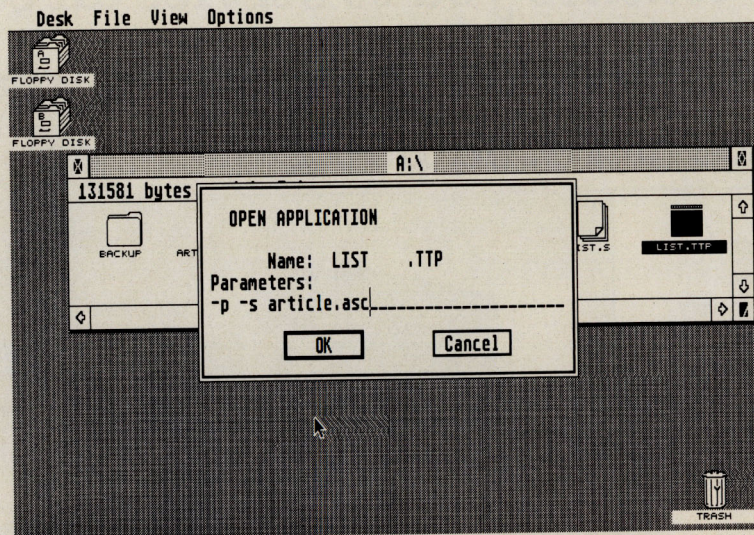 Desk File View Options
FLOPPY DISK
FLOPPY DISK
A:\
131581 bytes
BACKUP
ART
IST.S
LIST.TTP
OPEN APPLICATION
Name: LIST .TTP
Parameters:
-p -s article.asc
OK
Cancel
TRASH